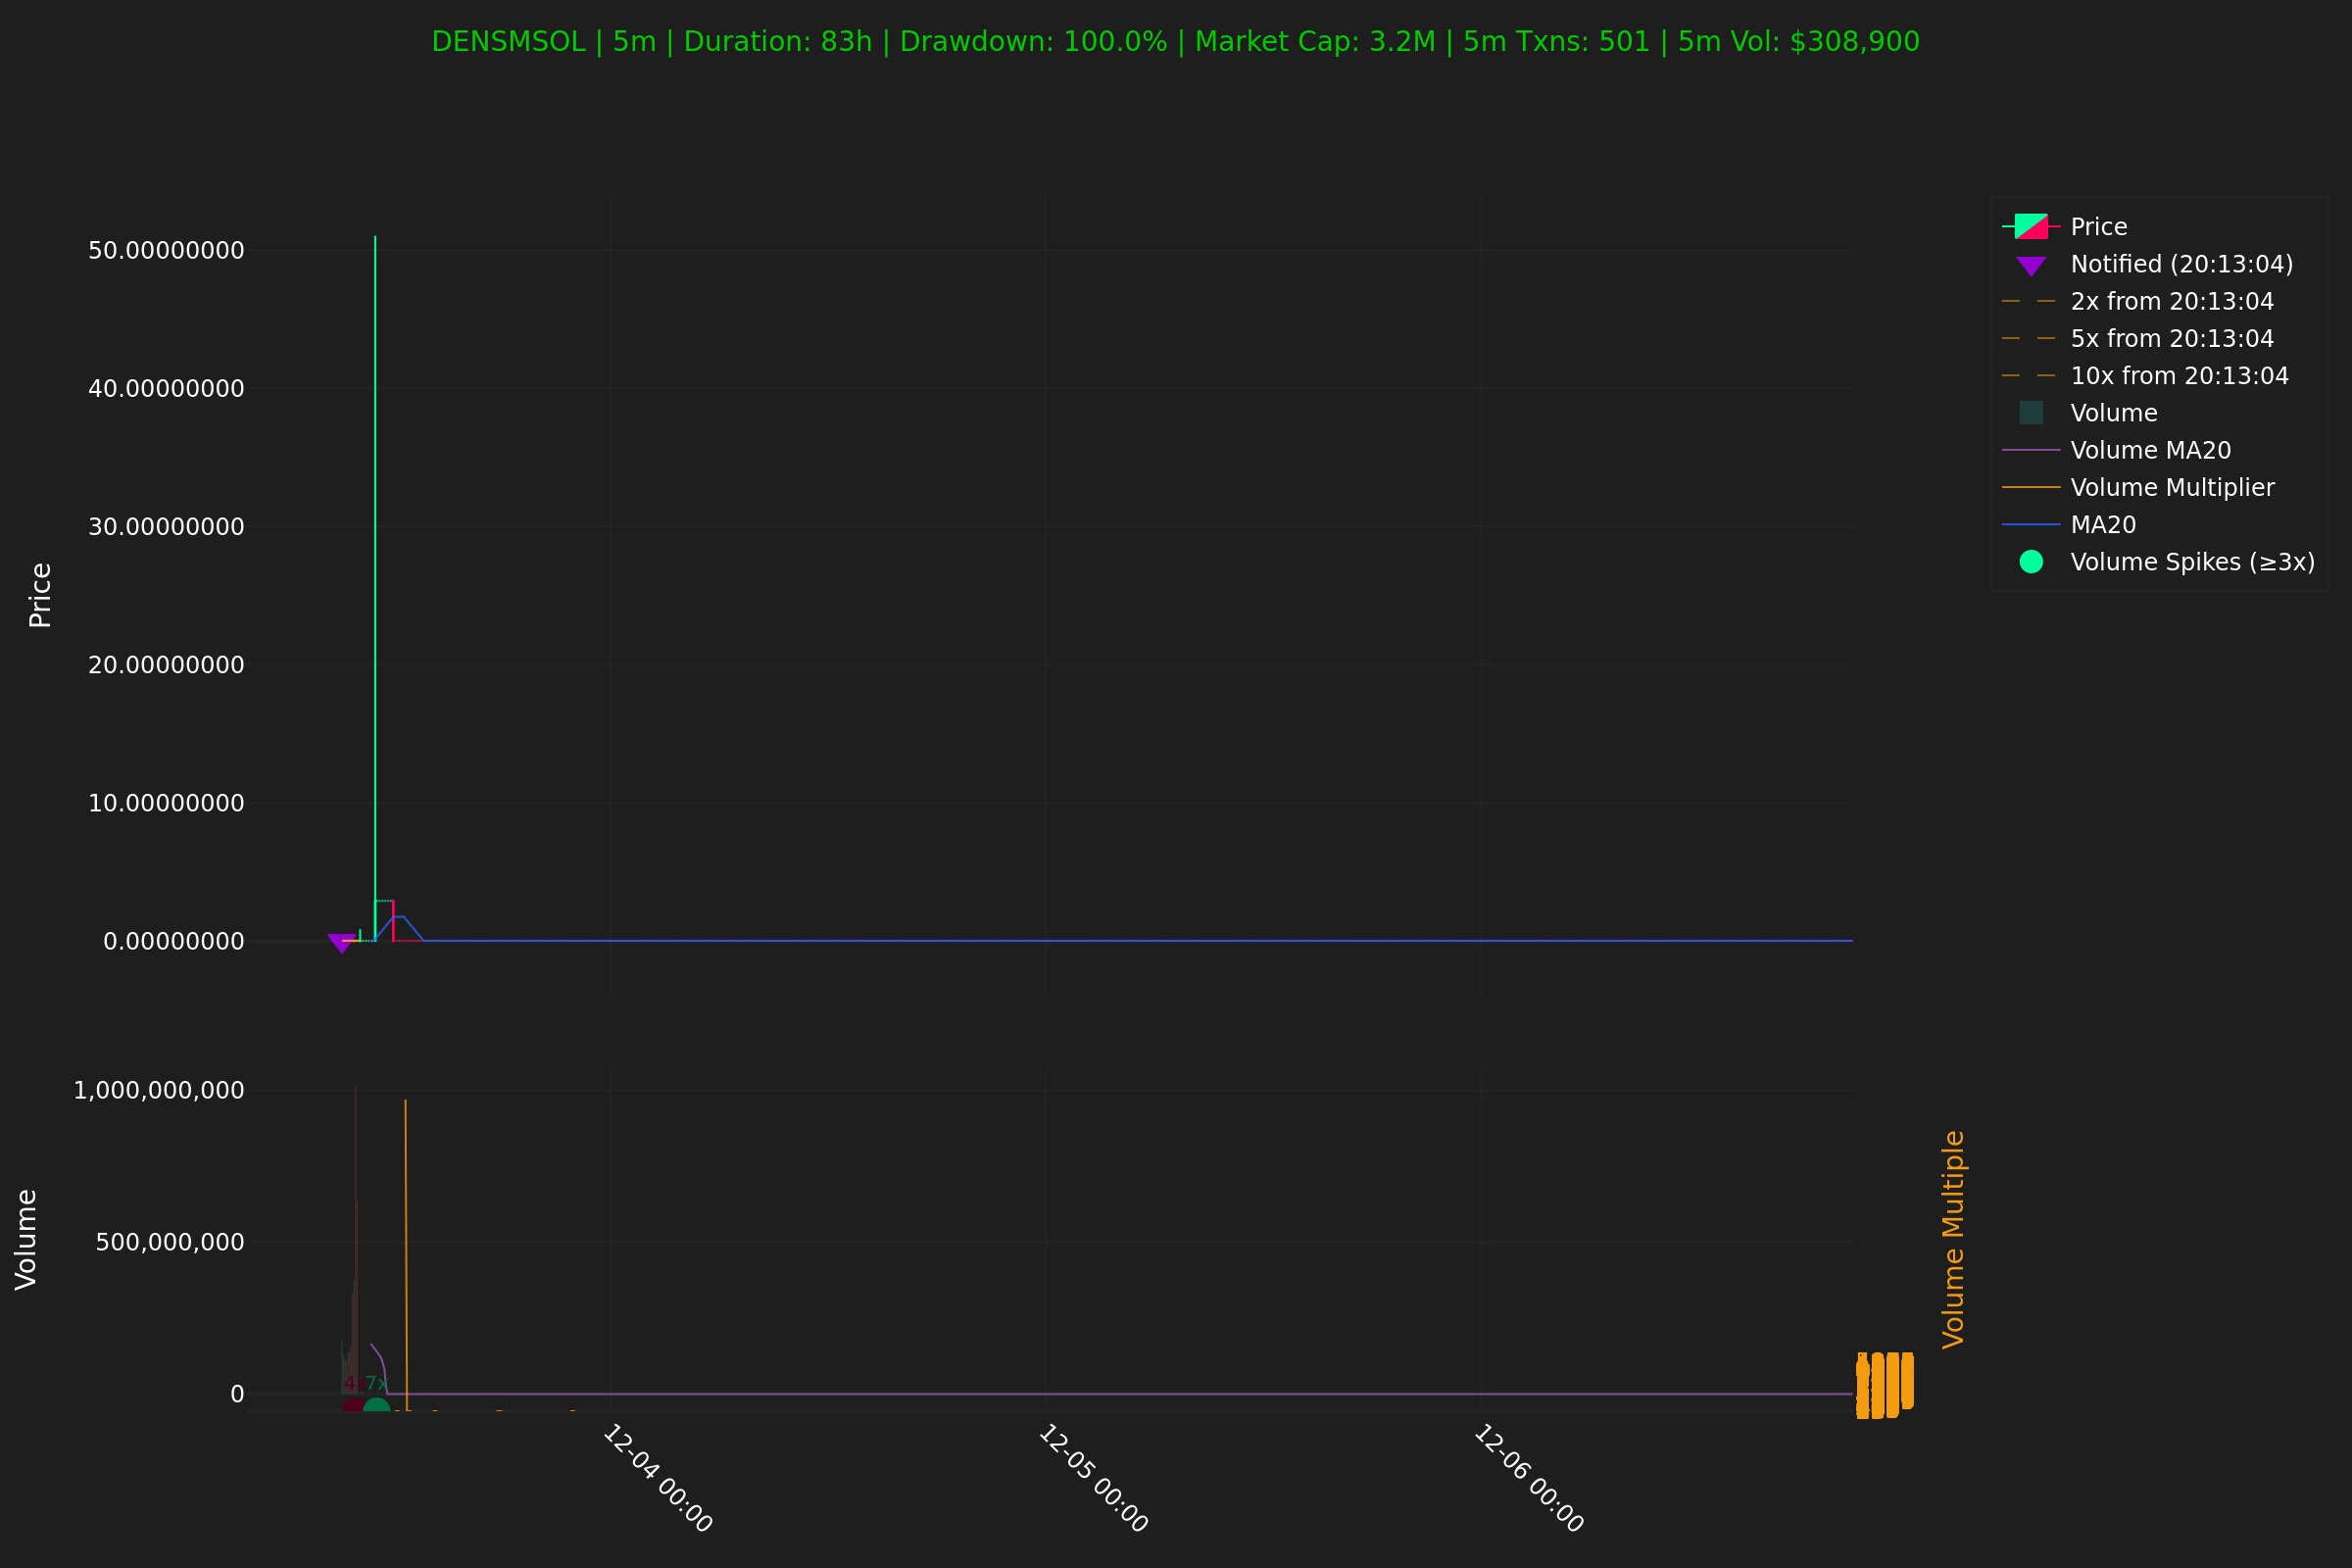 DENSMSOL | 5m | Duration: 83h | Drawdown: 100.0% | Market Cap: 3.2M | 5m Txns: 501 | 5m Vol: $308,900
Price
50.00000000
40.00000000
30.00000000
20.00000000
10.00000000
0.00000000
Price
Notified (20:13:04)
2x from 20:13:04
5x from 20:13:04
10x from 20:13:04
Volume
Volume MA20
Volume Multiplier
MA20
Volume Spikes (≥3x)
Volume
1,000,000,000
500,000,000
0
7x
Volume Multiple
12-04 00:00
12-05 00:00
12-06 00:00